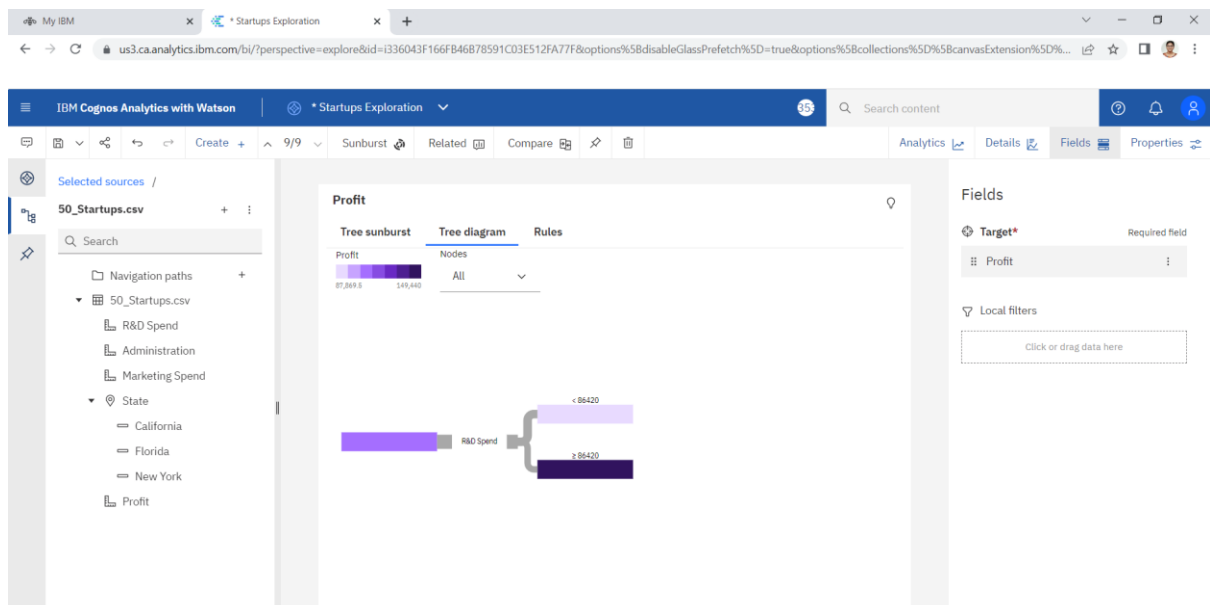 My IBM
* Startups Exploration
us3.ca.analytics.ibm.com/bi/?perspective=explore&id=i336043F166FB46B78591C03E512FA77F&options%5BdisableGlassPrefetch%5D=true&options%5Bcollections%5D%5BcanvasExtension%5D%...
IBM Cognos Analytics with Watson
* Startups Exploration
Search content
Create +
9/9
Sunburst
Related
Compare
Analytics
Details
Fields
Properties
Selected sources /
50_Startups.csv
Search
Navigation paths
50_Startups.csv
R&D Spend
Administration
Marketing Spend
State
California
Florida
New York
Profit
Profit
Tree sunburst
Tree diagram
Rules
Profit
87,869.5
149,440
Nodes
All
R&D Spend
< 86420
≥ 86420
Fields
Target*
Required field
Profit
Local filters
Click or drag data here